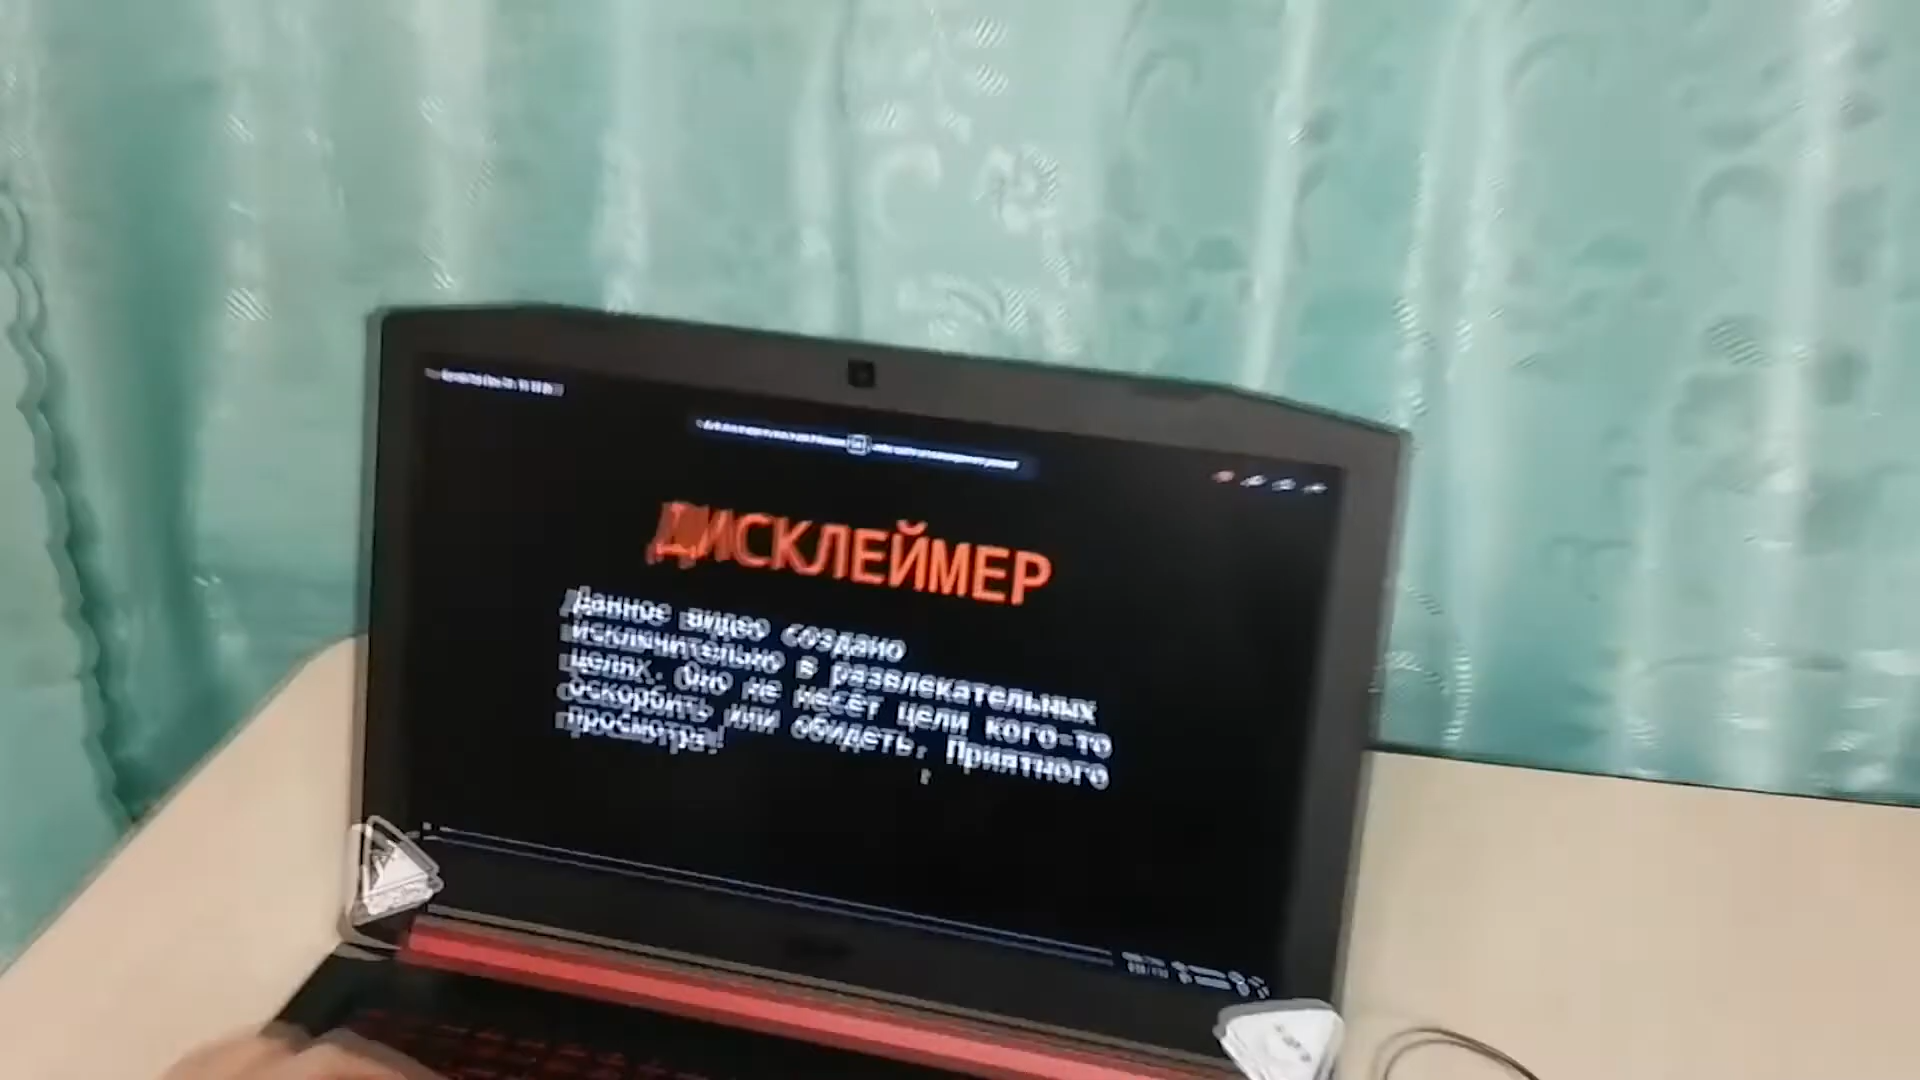 ДИСКЛЕЙМЕР
Данное видео создано
исключительно в развлекательных
целях. Оно не несёт цели кого-то
оскорбить или обидеть. Приятного
просмотра!